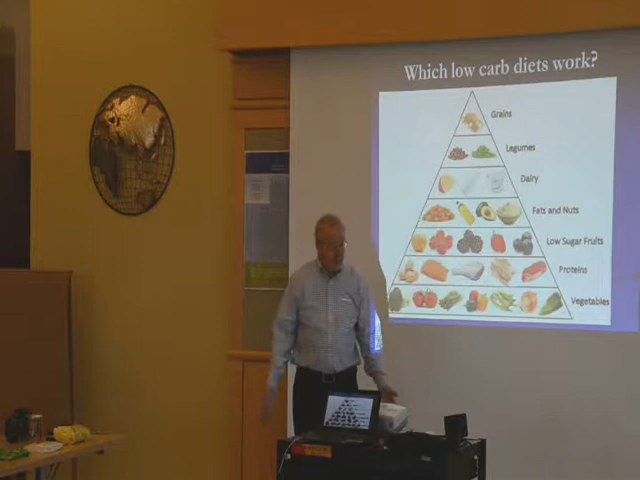 Which low carb diets work?
Grains
Legumes
Dairy
Fats and Nuts
Low Sugar Fruits
Proteins
Vegetables